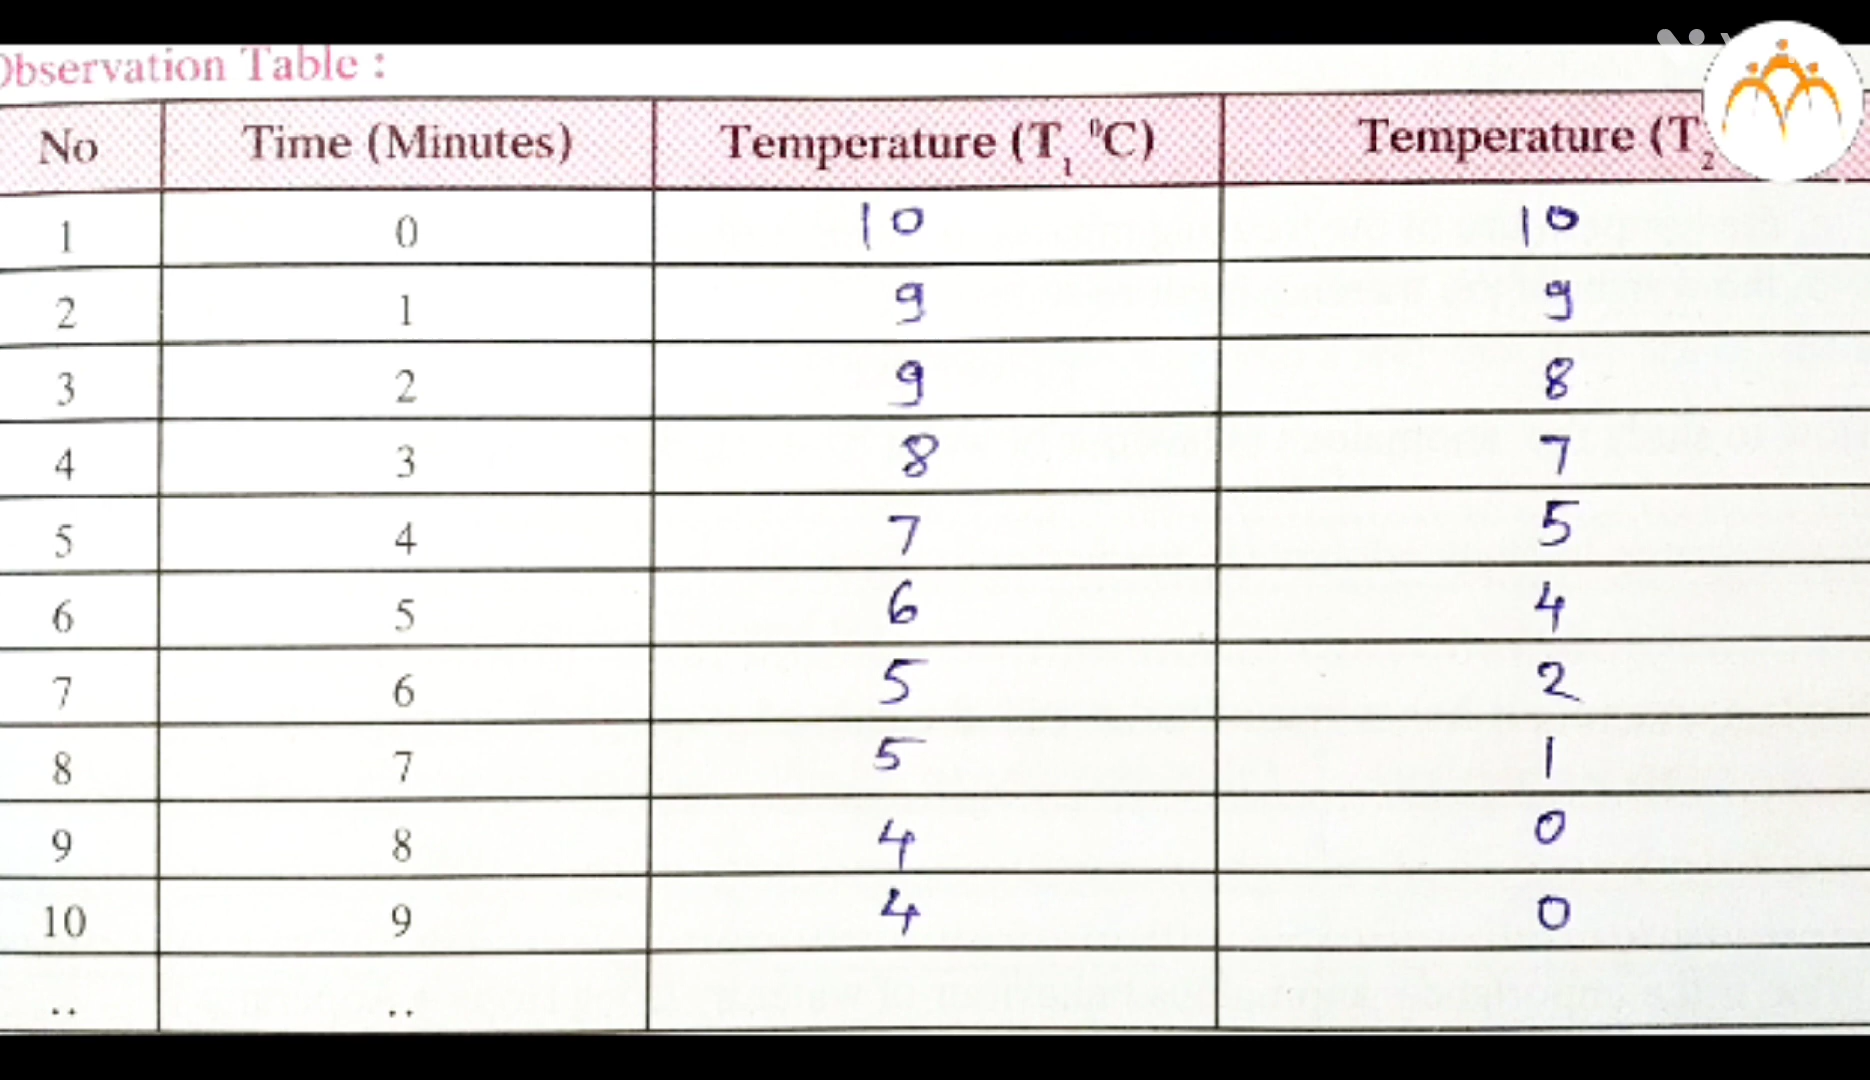 Observation Table :
No Time (Minutes) Temperature (T₁ ⁰C) Temperature (T₂
1 0 10 10
2 1 9 9
3 2 9 8
4 3 8 7
5 4 7 5
6 5 6 4
7 6 5 2
8 7 5 1
9 8 4 0
10 9 4 0
.. ..